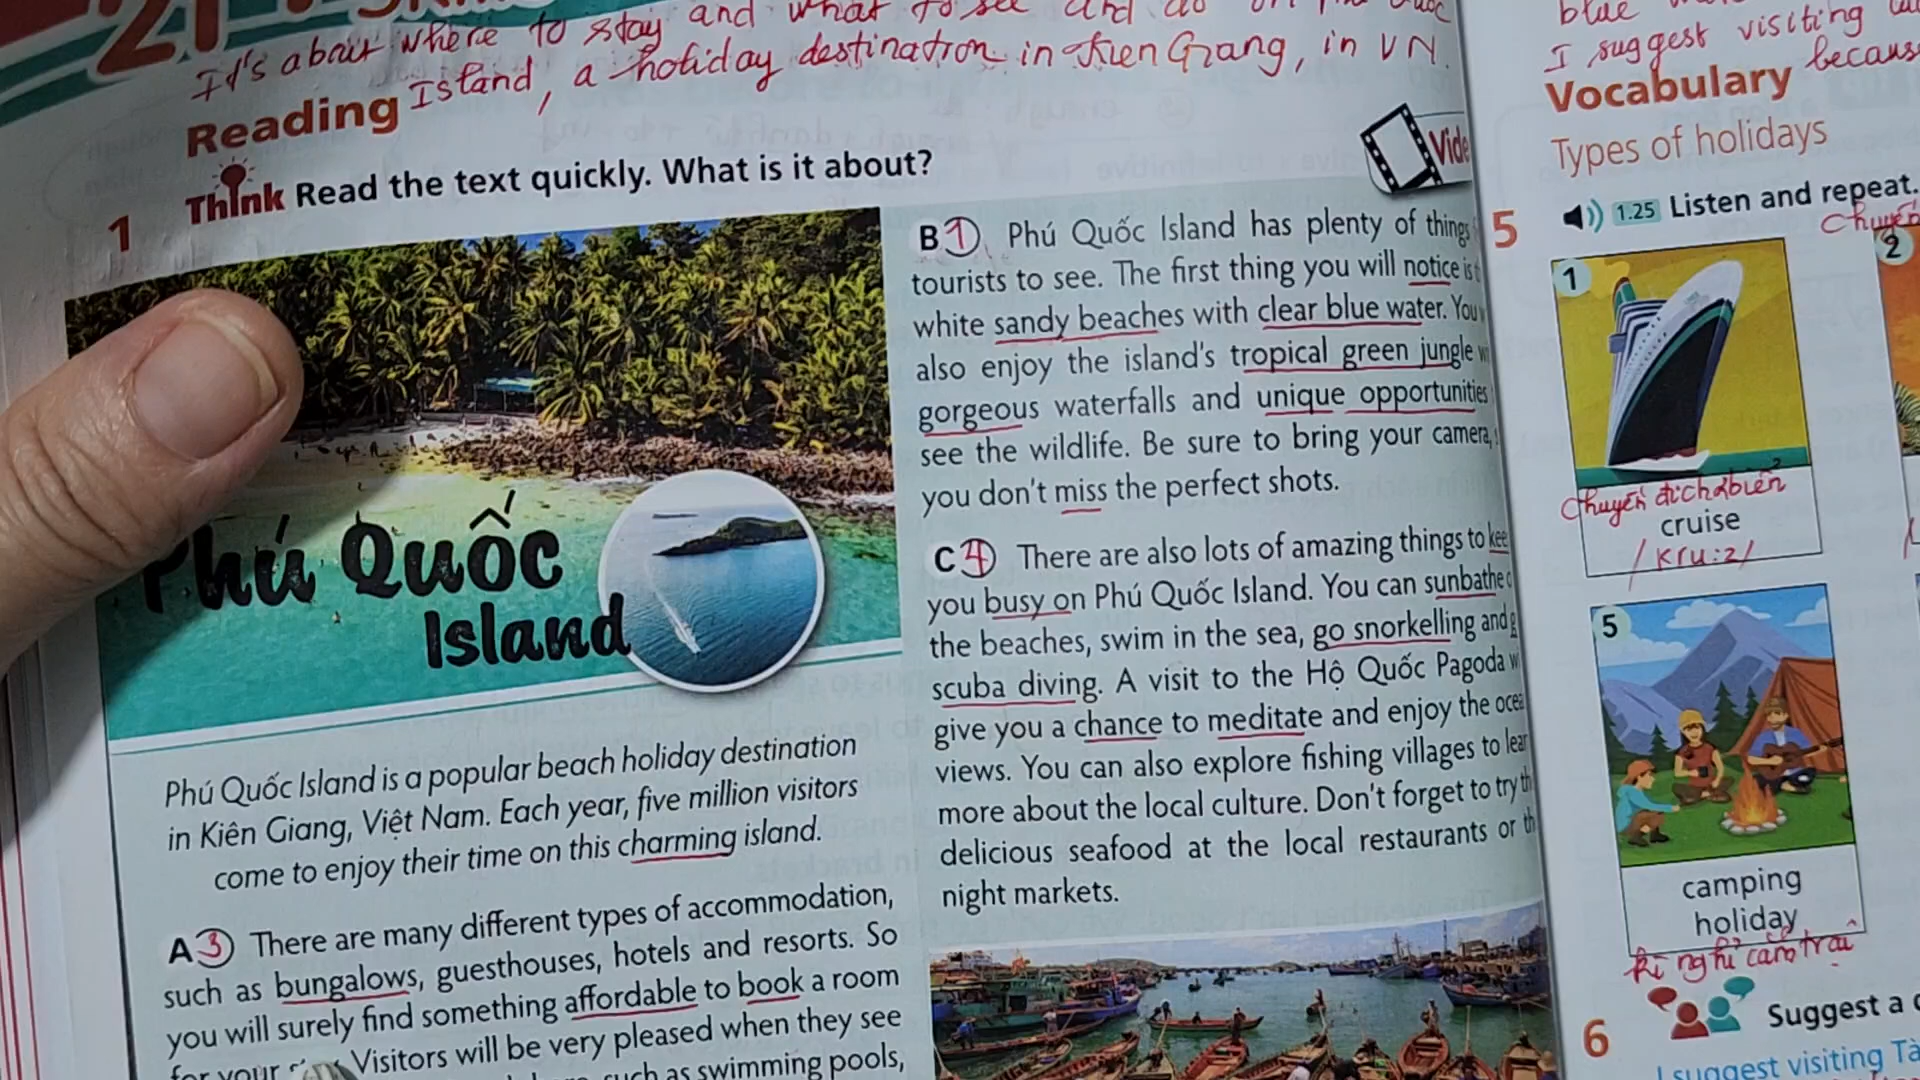 It's about where to stay and what to see and do on
Island, a holiday destination in Kien Giang, in VN.
Reading
Think Read the text quickly. What is it about?
1
Vide
Phú Quốc
Island
Phú Quốc Island is a popular beach holiday destination
in Kiên Giang, Việt Nam. Each year, five million visitors
come to enjoy their time on this charming island.
A 3 There are many different types of accommodation,
such as bungalows, guesthouses, hotels and resorts. So
you will surely find something affordable to book a room
for your Visitors will be very pleased when they see
such as swimming pools,
B 1 Phú Quốc Island has plenty of things
tourists to see. The first thing you will notice is
white sandy beaches with clear blue water. You
also enjoy the island's tropical green jungle
gorgeous waterfalls and unique opportunities
see the wildlife. Be sure to bring your camera,
you don't miss the perfect shots.
C 4 There are also lots of amazing things to kee
you busy on Phú Quốc Island. You can sunbathe
the beaches, swim in the sea, go snorkelling and
scuba diving. A visit to the Hộ Quốc Pagoda
give you a chance to meditate and enjoy the ocea
views. You can also explore fishing villages to lear
more about the local culture. Don't forget to try
delicious seafood at the local restaurants or
night markets.
blue
I suggest visiting
because
Vocabulary
Types of holidays
5
1.25 Listen and repeat.
chuyến
1
2
chuyến đi ch biển
cruise
/kru:z/
5
camping
holiday
kì nghỉ cắm trại
6
Suggest a
I suggest visiting Tà